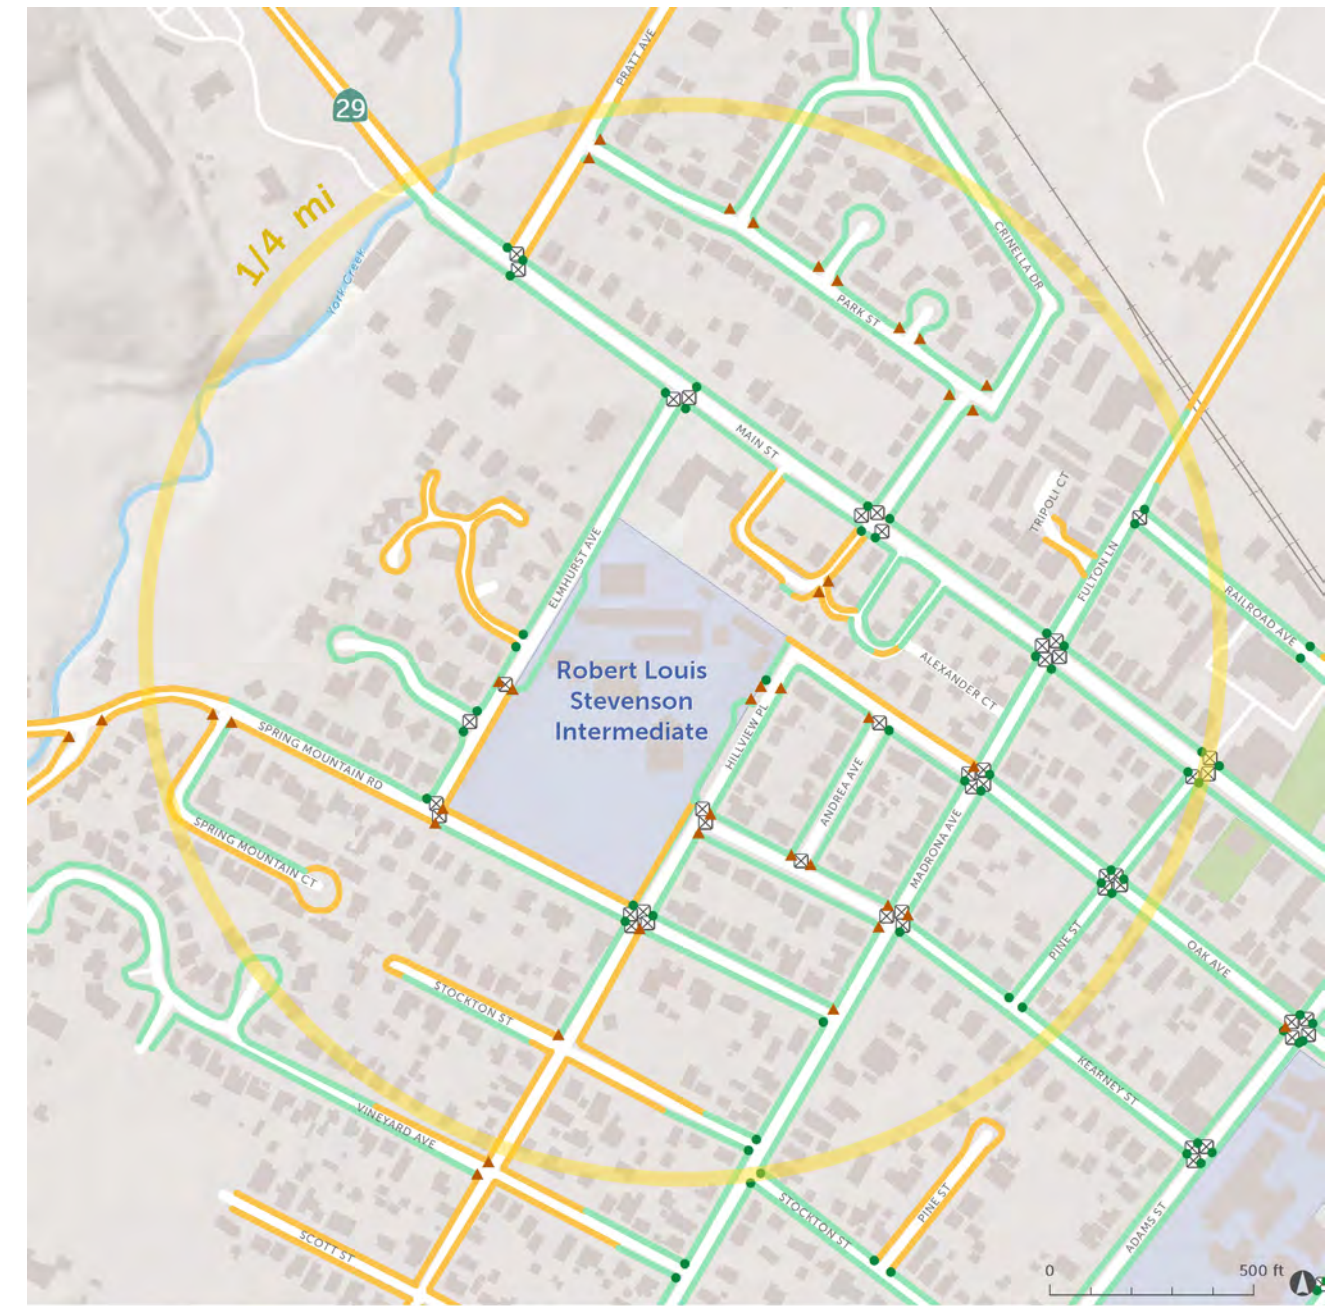 PRATT AVE
29
1/4 mi
York Creek
CRINELLA DR
PARK ST
MAIN ST
TRIPOLI CT
ELMHURST AVE
FULTON LN
RAILROAD AVE
Robert Louis
Stevenson
Intermediate
ALEXANDER CT
HILLVIEW PL
SPRING MOUNTAIN RD
ANDREA AVE
MADRONA AVE
SPRING MOUNTAIN CT
PINE ST
OAK AVE
STOCKTON ST
KEARNEY ST
VINEYARD AVE
PINE ST
STOCKTON ST
ADAMS ST
SCOTT ST
0
500 ft